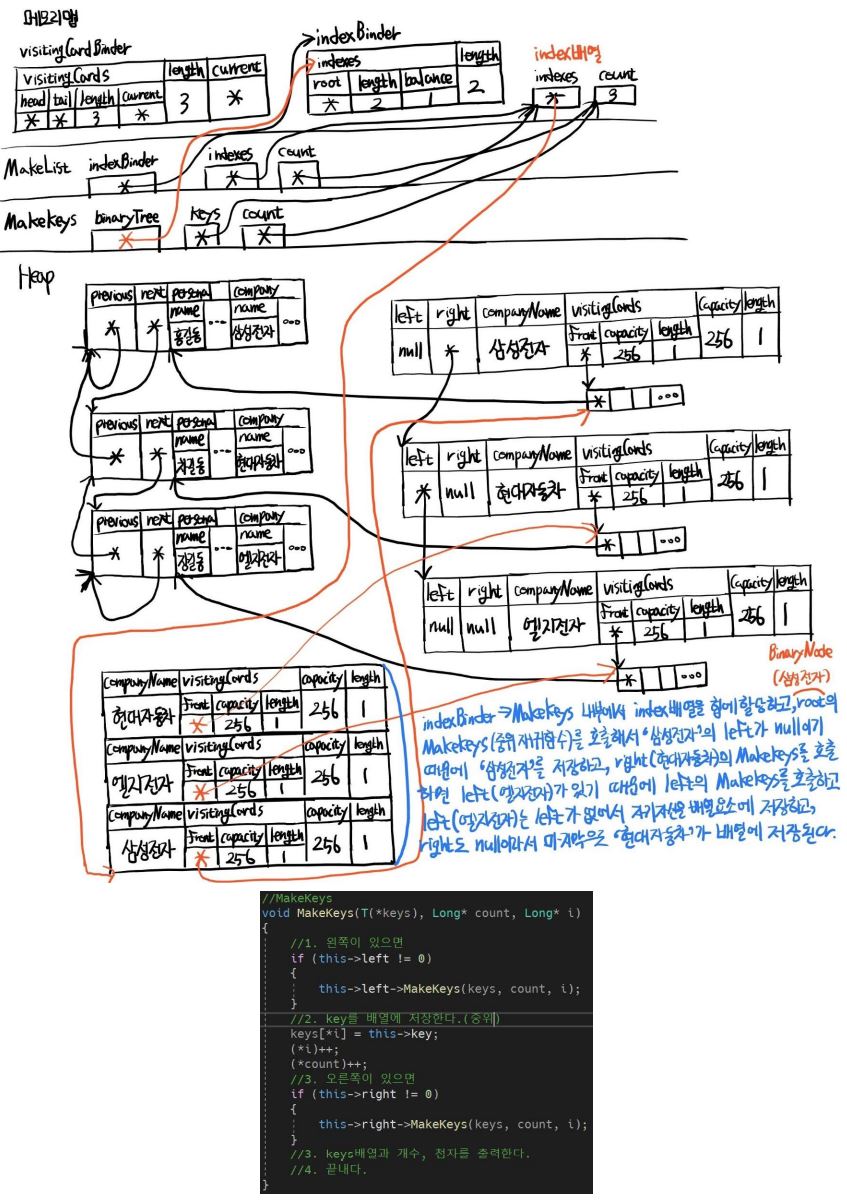 메모리맵
visitingCardBinder
visitingCards length current
head tail length current 3 *
* * 3 *
indexBinder
indexes length
root length balance 2
* 2 1
index배열
indexes count
* 3
MakeList indexBinder indexes count
* * *
MakeKeys binaryTree keys count
* * *
Heap
previous next personal company
name name
* * 홍길동 ... 삼성전자 ...
previous next personal company
name name
* * ... 현대자동차 ...
previous next personal company
name name
* * ... 엘지전자 ...
left right companyName visitingCards capacity length
front capacity length
null * 삼성전자 * 256 1 256 1
* ...
left right companyName visitingCards capacity length
front capacity length
* null 현대자동차 * 256 1 256 1
* ...
left right companyName visitingCards capacity length
front capacity length
null null 엘지전자 * 256 1 256 1
* ...
BinaryNode
(삼성전자)
companyName visitingCards capacity length
front capacity length
현대자동차 * 256 1 256 1
companyName visitingCards capacity length
front capacity length
엘지전자 * 256 1 256 1
companyName visitingCards capacity length
front capacity length
삼성전자 * 256 1 256 1
indexBinder → MakeKeys 내부에서 index배열을 힙에 할당하고, root의
MakeKeys(중위 재귀함수)를 호출해서 '삼성전자'의 left가 null이기
때문에 '삼성전자'를 저장하고, right(현대자동차)의 MakeKeys를 호출
하면 left(엘지전자)가 있기 때문에 left의 MakeKeys를 호출하고
left(엘지전자)는 left가 없어서 자기자신을 배열요소에 저장하고,
right도 null이라서 마지막으로 '현대자동차'가 배열에 저장된다.
//MakeKeys
void MakeKeys(T(*keys), Long* count, Long* i)
{
//1. 왼쪽이 있으면
if (this->left != 0)
{
this->left->MakeKeys(keys, count, i);
}
//2. key를 배열에 저장한다.(중위)
keys[*i] = this->key;
(*i)++;
(*count)++;
//3. 오른쪽이 있으면
if (this->right != 0)
{
this->right->MakeKeys(keys, count, i);
}
//3. keys배열과 개수, 첨자를 출력한다.
//4. 끝내다.
}